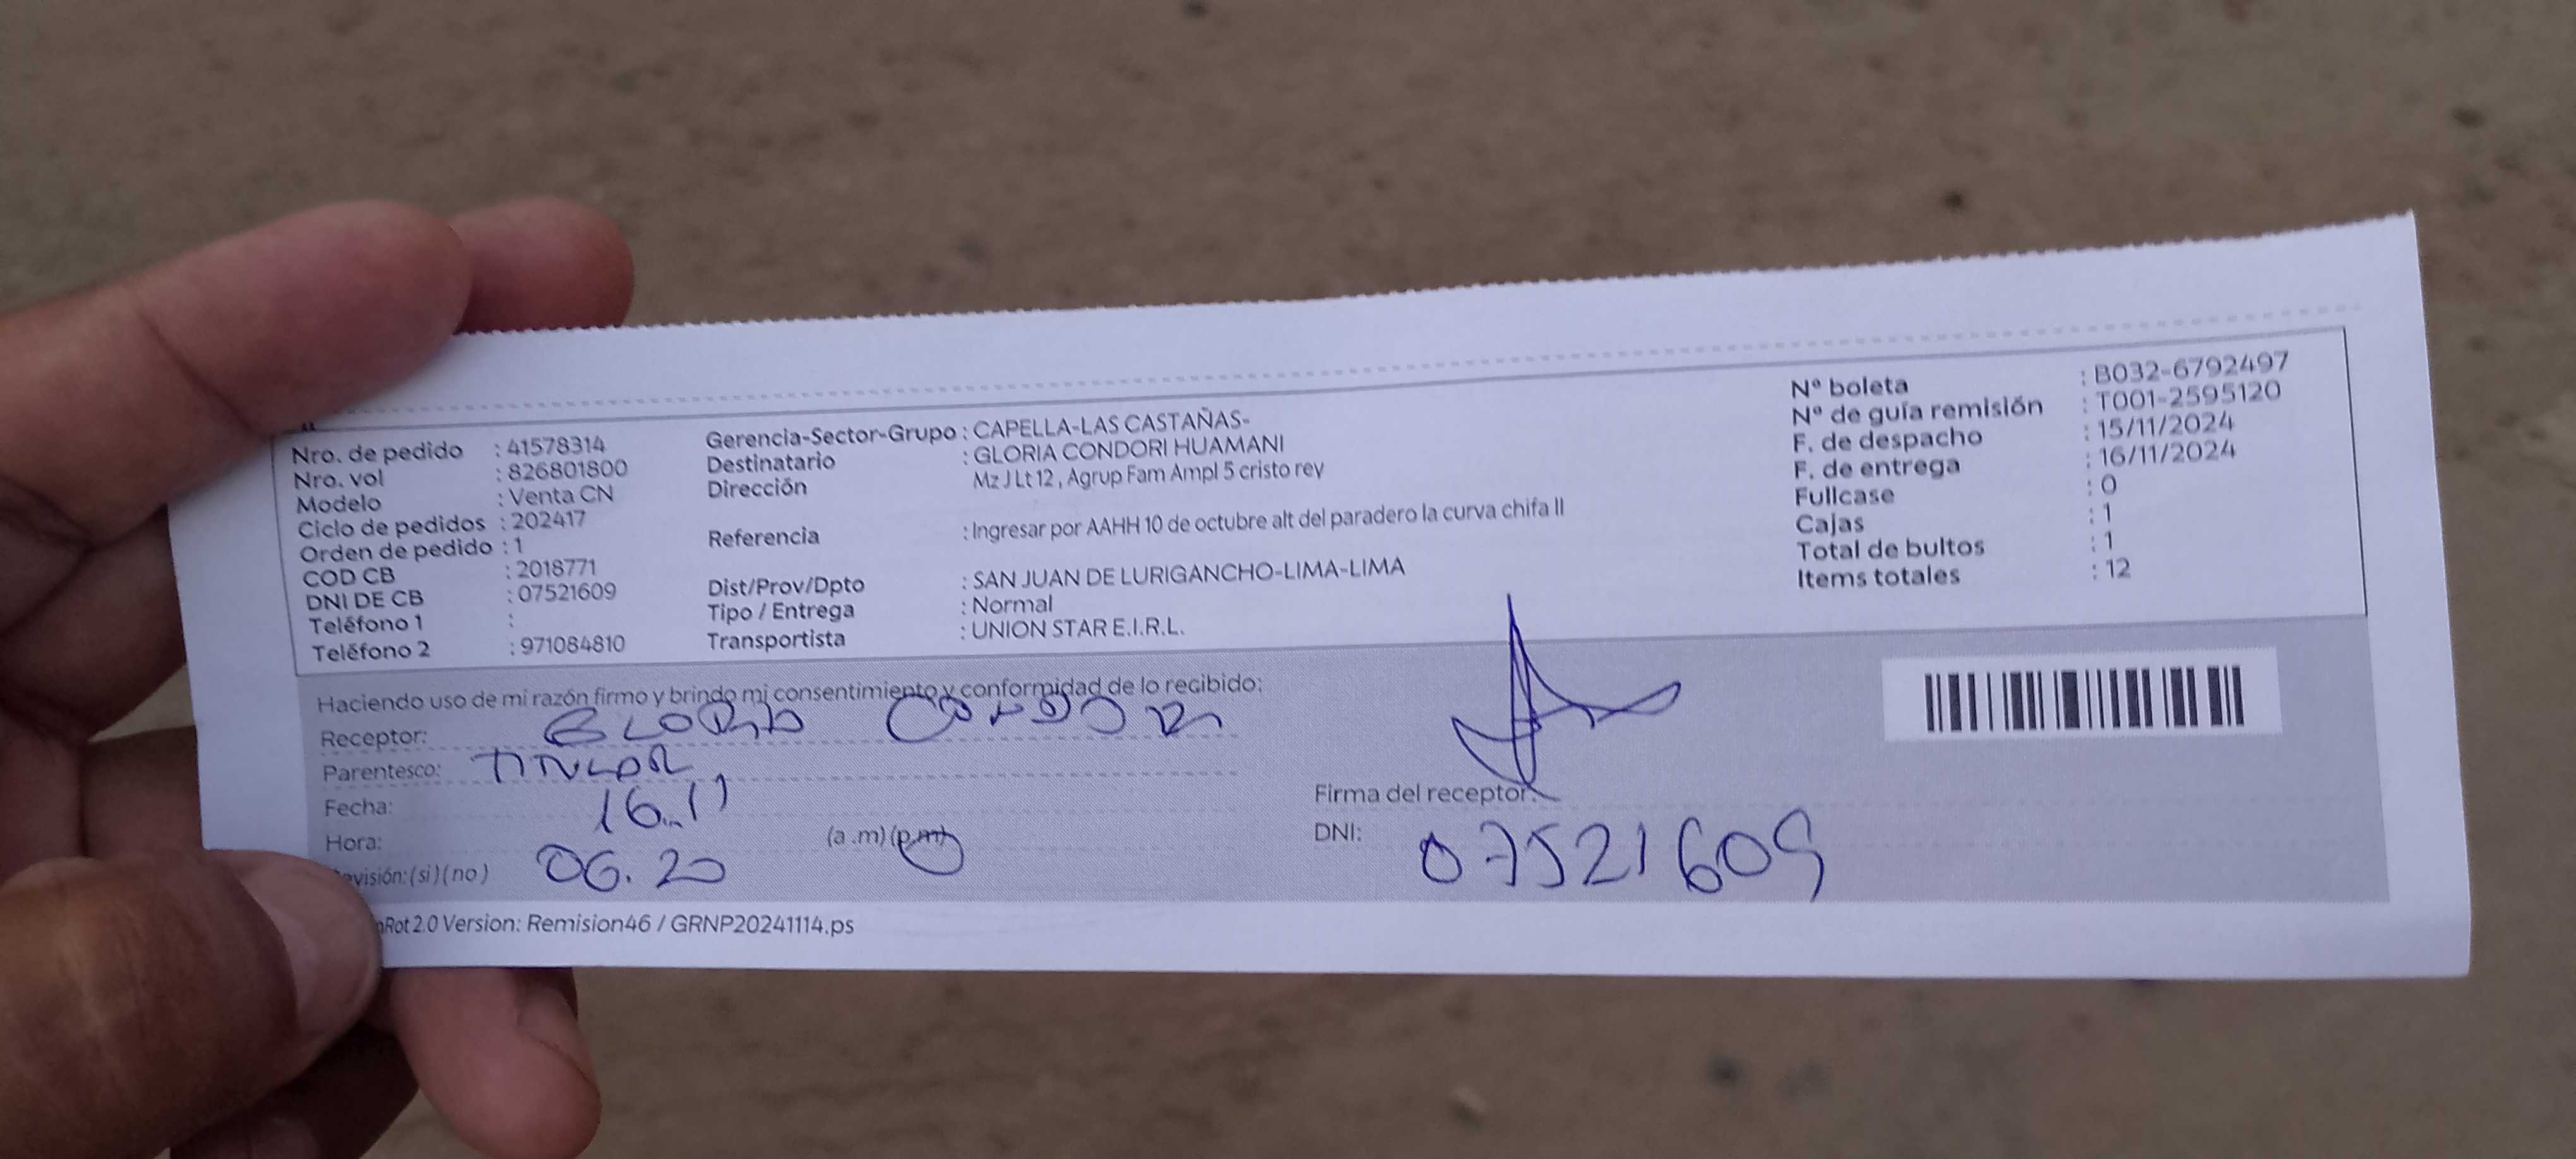 Nro. de pedido : 41578314
Nro. vol : 826801800
Modelo : Venta CN
Ciclo de pedidos : 202417
Orden de pedido : 1
COD CB : 2018771
DNI DE CB : 07521609
Teléfono 1 :
Teléfono 2 : 971084810
Gerencia-Sector-Grupo : CAPELLA-LAS CASTAÑAS-
Destinatario : GLORIA CONDORI HUAMANI
Dirección Mz J Lt 12 , Agrup Fam Ampl 5 cristo rey
Referencia : Ingresar por AAHH 10 de octubre alt del paradero la curva chifa ll
Dist/Prov/Dpto : SAN JUAN DE LURIGANCHO-LIMA-LIMA
Tipo / Entrega : Normal
Transportista : UNION STAR E.I.R.L.
Nª boleta : B032-6792497
Nª de guía remisión : T001-2595120
F. de despacho : 15/11/2024
F. de entrega : 16/11/2024
Fullcase : 0
Cajas : 1
Total de bultos : 1
Items totales : 12
Haciendo uso de mi razón firmo y brindo mi consentimiento y conformidad de lo recibido:
Receptor: GLORIA CONDORI
Parentesco: TITULAR
Fecha: 16.11
Hora: 06.20 (a .m) (p.m)
(si) (no)
Firma del receptor:
DNI: 07521609
2.0 Version: Remision46 / GRNP20241114.ps